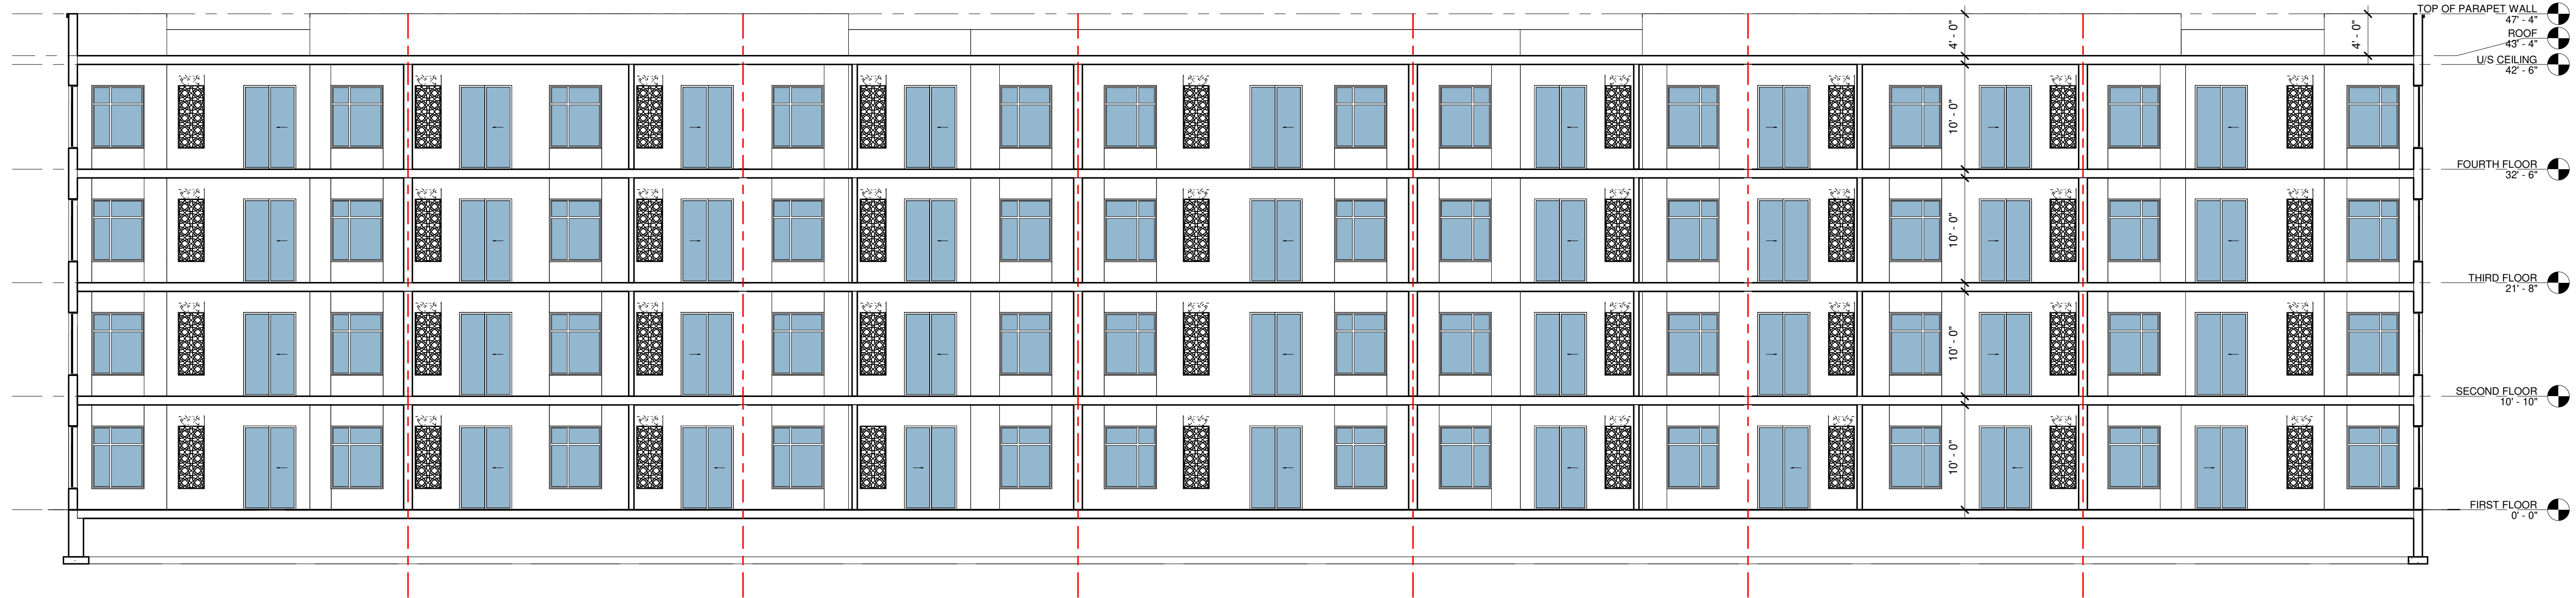 TOP OF PARAPET WALL
47' - 4"
ROOF
43' - 4"
U/S CEILING
42' - 6"
4' - 0"
4' - 0"
10' - 0"
FOURTH FLOOR
32' - 6"
10' - 0"
THIRD FLOOR
21' - 8"
10' - 0"
SECOND FLOOR
10' - 10"
10' - 0"
FIRST FLOOR
0' - 0"